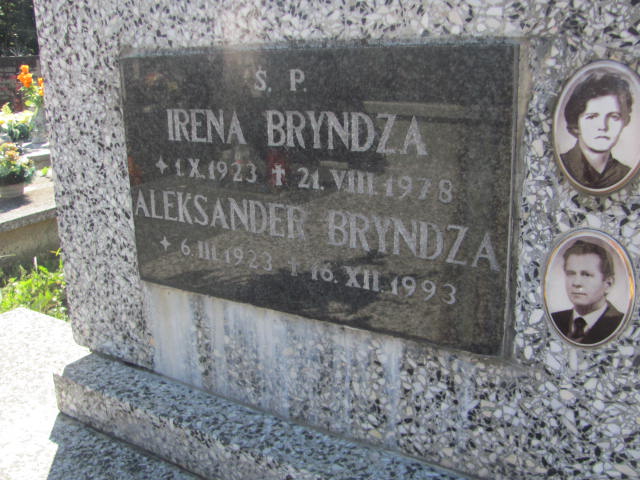 Ś. P.
IRENA BRYNDZA
✦ 1.X.1923 ✝ 21.VIII.1978
ALEKSANDER BRYNDZA
✦ 6.III.1923 ✝ 16.XII.1993